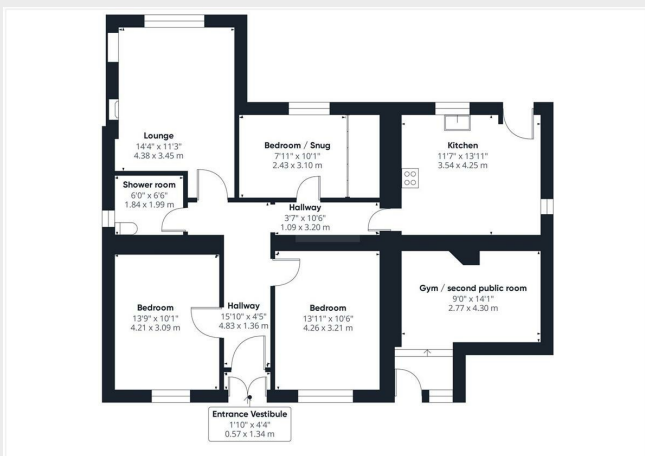 Lounge
14'4" x 11'3"
4.38 x 3.45 m
Bedroom / Snug
7'11" x 10'1"
2.43 x 3.10 m
Kitchen
11'7" x 13'11"
3.54 x 4.25 m
Shower room
6'0" x 6'6"
1.84 x 1.99 m
Hallway
3'7" x 10'6"
1.09 x 3.20 m
Bedroom
13'9" x 10'1"
4.21 x 3.09 m
Hallway
15'10" x 4'5"
4.83 x 1.36 m
Bedroom
13'11" x 10'6"
4.26 x 3.21 m
Gym / second public room
9'0" x 14'1"
2.77 x 4.30 m
Entrance Vestibule
1'10" x 4'4"
0.57 x 1.34 m